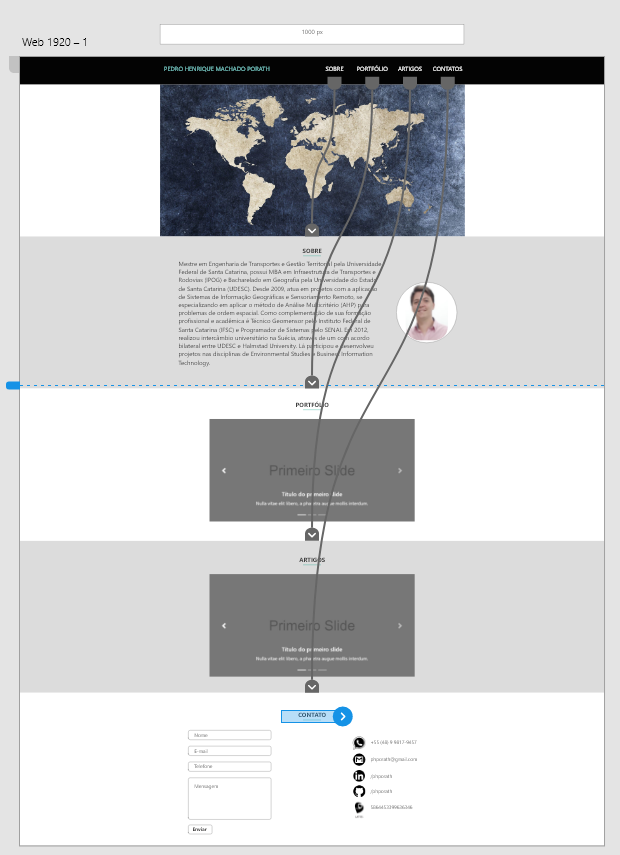 1000 px
Web 1920 – 1
PEDRO HENRIQUE MACHADO PORATH
SOBRE
PORTFÓLIO
ARTIGOS
CONTATOS
SOBRE
Mestre em Engenharia de Transportes e Gestão Territorial pela Universidade
Federal de Santa Catarina, possui MBA em Infraestrutura de Transportes e
Rodovias (IPOG) e Bacharelado em Geografia pela Universidade do Estado
de Santa Catarina (UDESC). Desde 2009, atua em projetos com a aplicação
de Sistemas de Informação Geográficas e Sensoriamento Remoto, se
especializando em aplicar o método de Análise Multicritério (AHP) para
problemas de ordem espacial. Como complementação de sua formação
profissional e acadêmica é Técnico Geomensor pelo Instituto Federal de
Santa Catarina (IFSC) e Programador de Sistemas pelo SENAI. Em 2012,
realizou intercâmbio universitário na Suécia, através de um com acordo
bilateral entre UDESC e Halmstad University. Lá participou e desenvolveu
projetos nas disciplinas de Environmental Studies e Business Information
Technology.
PORTFÓLIO
Primeiro Slide
Título do primeiro slide
Nulla vitae elit libero, a pharetra augue mollis interdum.
ARTIGOS
Primeiro Slide
Título do primeiro slide
Nulla vitae elit libero, a pharetra augue mollis interdum.
CONTATO
Nome
E-mail
Telefone
Mensagem
Enviar
phporath@gmail.com
/phporath
/phporath